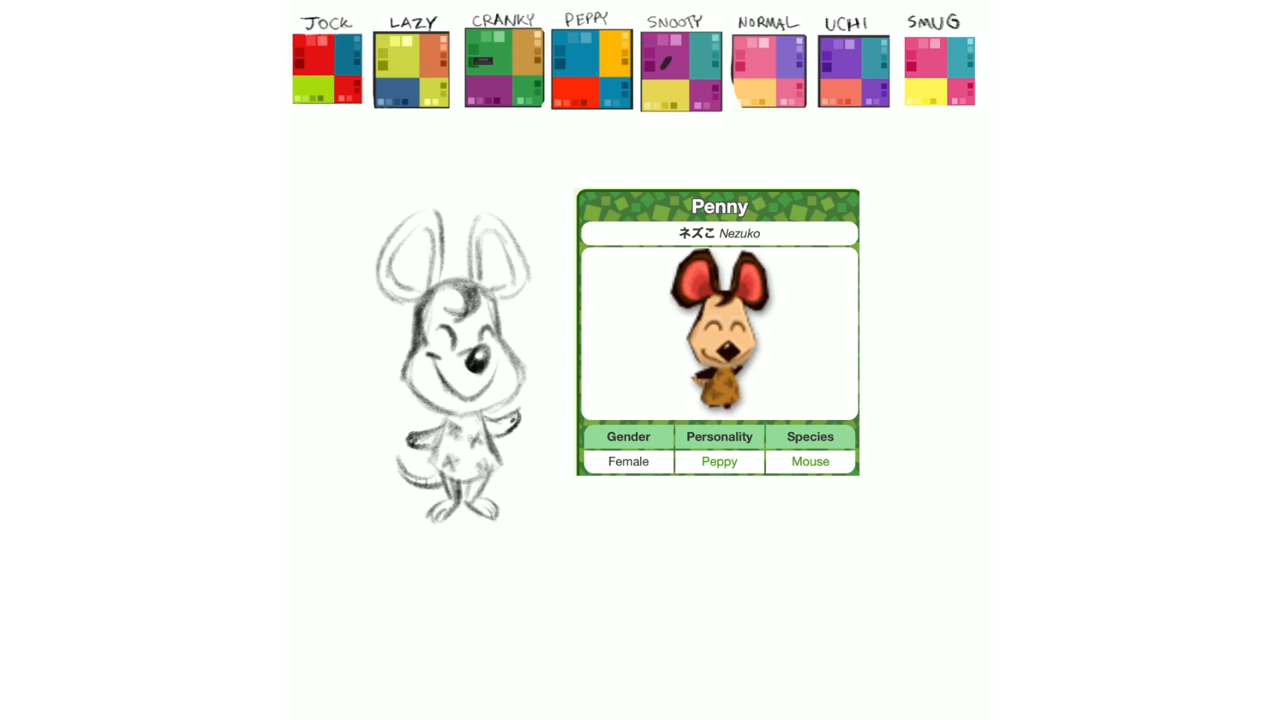 JOCK LAZY CRANKY PEPPY SNOOTY NORMAL UCHI SMUG
Penny
ネズこ Nezuko
Gender Personality Species
Female Peppy Mouse